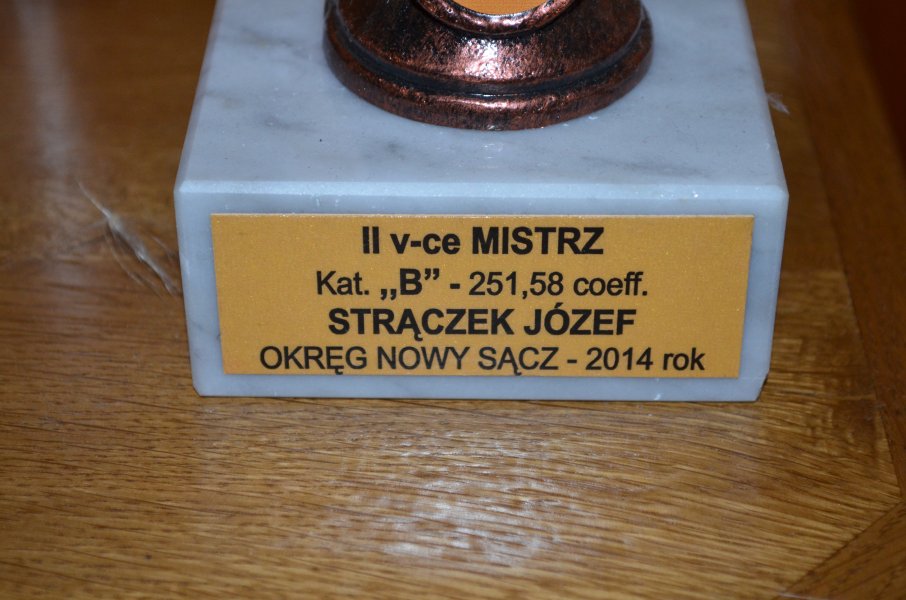 II v-ce MISTRZ
Kat. ,,B” - 251,58 coeff.
STRĄCZEK JÓZEF
OKRĘG NOWY SĄCZ - 2014 rok